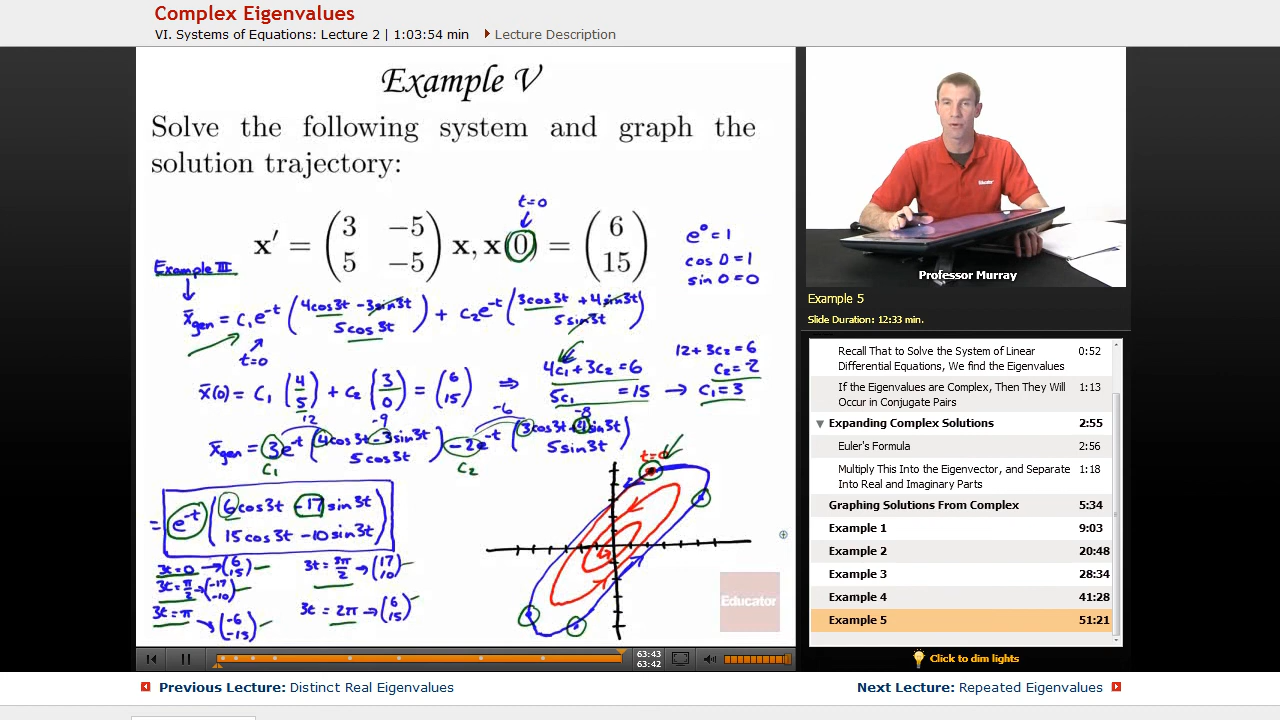 Complex Eigenvalues
VI. Systems of Equations: Lecture 2 | 1:03:54 min
Lecture Description
Example V
Solve the following system and graph the
solution trajectory:
t=0
x′ = (3 −5; 5 −5) x, x(0) = (6; 15)
e⁰ = 1
cos 0 = 1
sin 0 = 0
Example III
x̄gen = c₁e⁻ᵗ (4cos3t −3sin3t; 5cos3t) + c₂e⁻ᵗ (3cos3t +4sin3t; 5sin3t)
t=0
x̄(0) = C₁ (4; 5) + C₂ (3; 0) = (6; 15) ⇒
4c₁ + 3c₂ = 6
5c₁ = 15
12+3c₂=6
c₂ = -2
→ C₁ = 3
12 -9 -6 -8
x̄gen = 3e⁻ᵗ (4cos3t −3sin3t; 5cos3t) −2e⁻ᵗ (3cos3t +4sin3t; 5sin3t)
C₁ C₂
= e⁻ᵗ (6cos3t −17sin3t; 15cos3t −10sin3t)
3t=0 → (6; 15)
3t=π/2 → (-17; -10)
3t=π → (-6; -15)
3t=3π/2 → (17; 10)
3t = 2π → (6; 15)
t=0
Educator
Educator
Professor Murray
Example 5
Slide Duration: 12:33 min.
Recall That to Solve the System of Linear
Differential Equations, We find the Eigenvalues
0:52
If the Eigenvalues are Complex, Then They Will
Occur in Conjugate Pairs
1:13
Expanding Complex Solutions 2:55
Euler's Formula 2:56
Multiply This Into the Eigenvector, and Separate
Into Real and Imaginary Parts
1:18
Graphing Solutions From Complex 5:34
Example 1 9:03
Example 2 20:48
Example 3 28:34
Example 4 41:28
Example 5 51:21
63:43
63:42
Click to dim lights
Previous Lecture: Distinct Real Eigenvalues
Next Lecture: Repeated Eigenvalues